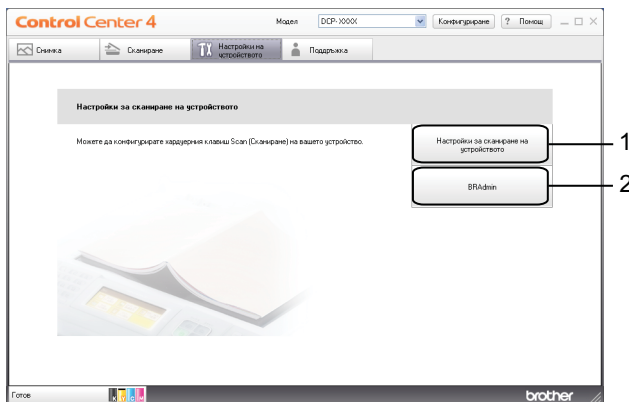 Control Center 4
Модел DCP-XXXX Конфигуриране ? Помощ
Снимка Сканиране Настройки на устройството Поддръжка
Настройки за сканиране на устройството
Можете да конфигурирате хардуерния клавиш Scan (Сканиране) на вашето устройство.
Настройки за сканиране на
устройството
1
BRAdmin
2
Готов
K Y C M
brother